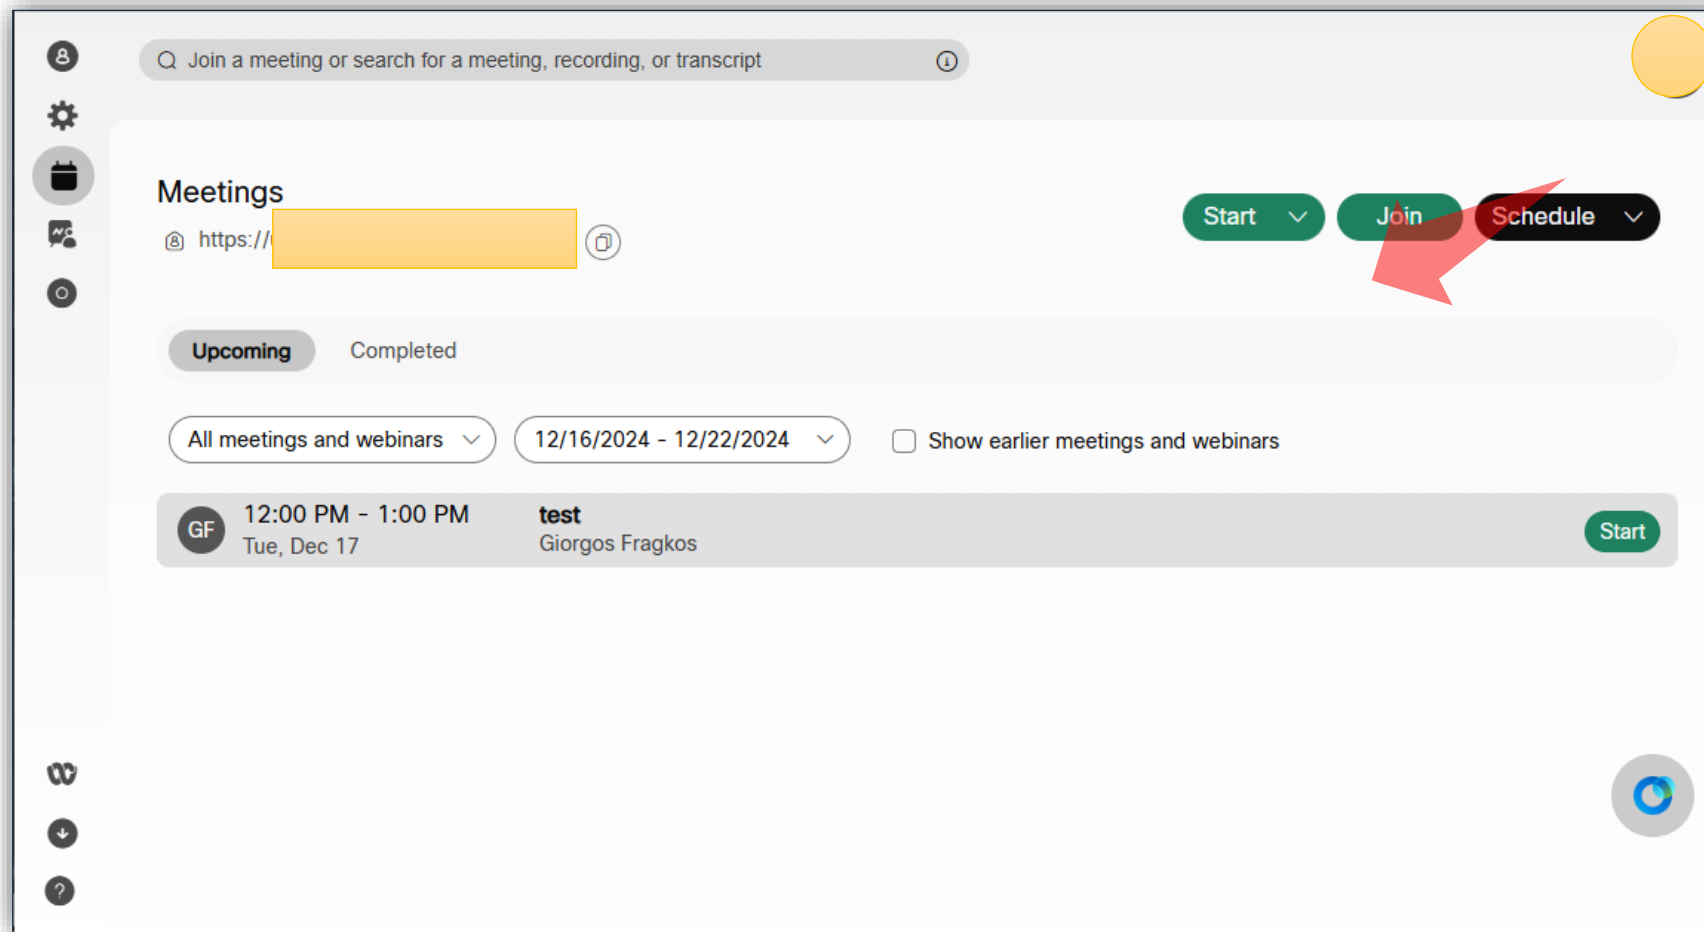 Join a meeting or search for a meeting, recording, or transcript
Meetings
https://
Start
Join
Schedule
Upcoming
Completed
All meetings and webinars
12/16/2024 - 12/22/2024
Show earlier meetings and webinars
GF
12:00 PM - 1:00 PM
test
Tue, Dec 17
Giorgos Fragkos
Start